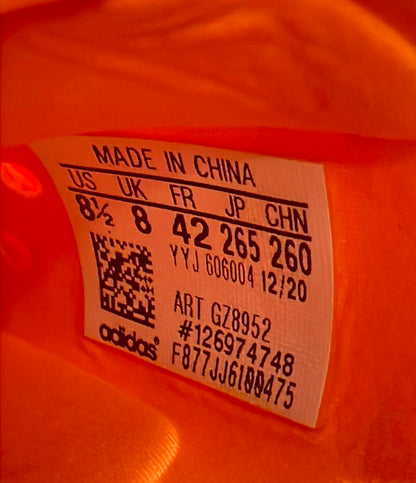 MADE IN CHINA
US UK FR JP CHN
8½ 8 42 265 260
YYJ 606004 12/20
ART GZ8952
#126974748
adidas
F877JJ6I00475